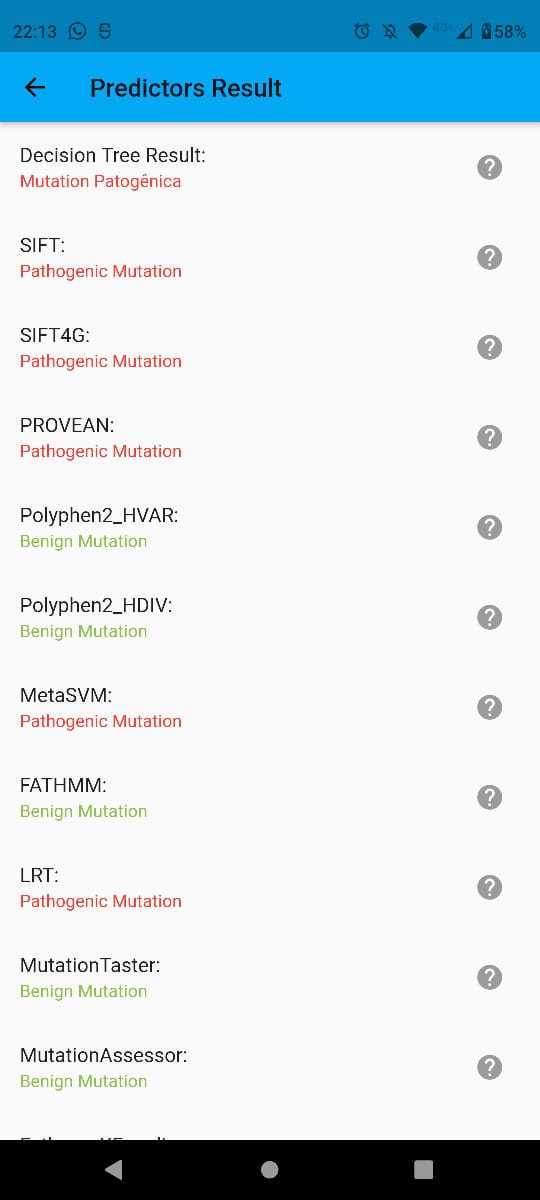 22:13 4G+ 58%
Predictors Result
Decision Tree Result:
Mutation Patogênica
SIFT:
Pathogenic Mutation
SIFT4G:
Pathogenic Mutation
PROVEAN:
Pathogenic Mutation
Polyphen2_HVAR:
Benign Mutation
Polyphen2_HDIV:
Benign Mutation
MetaSVM:
Pathogenic Mutation
FATHMM:
Benign Mutation
LRT:
Pathogenic Mutation
MutationTaster:
Benign Mutation
MutationAssessor:
Benign Mutation